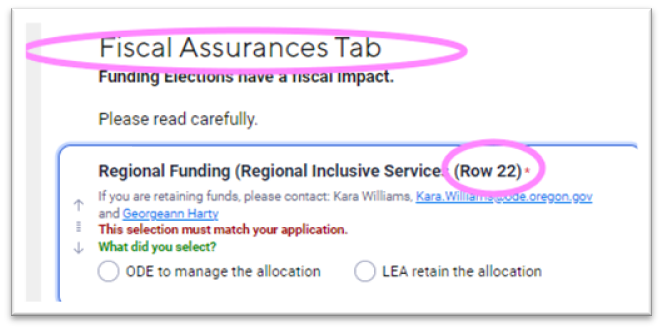 Fiscal Assurances Tab
Funding Elections have a fiscal impact.
Please read carefully.
Regional Funding (Regional Inclusive Services (Row 22) *
If you are retaining funds, please contact: Kara Williams, Kara.Williams@ode.oregon.gov
and Georgeann Harty
This selection must match your application.
What did you select?
ODE to manage the allocation LEA retain the allocation